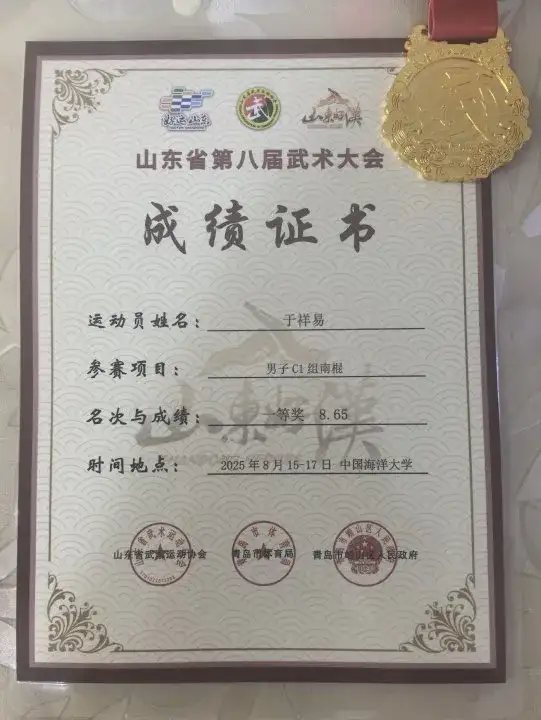 山东省第八届武术大会
成绩证书
运动员姓名: 于祥易
参赛项目: 男子C1组南棍
名次与成绩: 一等奖 8.65
时间地点: 2025年8月15-17日 中国海洋大学
山东省武术运动协会 青岛市体育局 青岛市崂山区人民政府